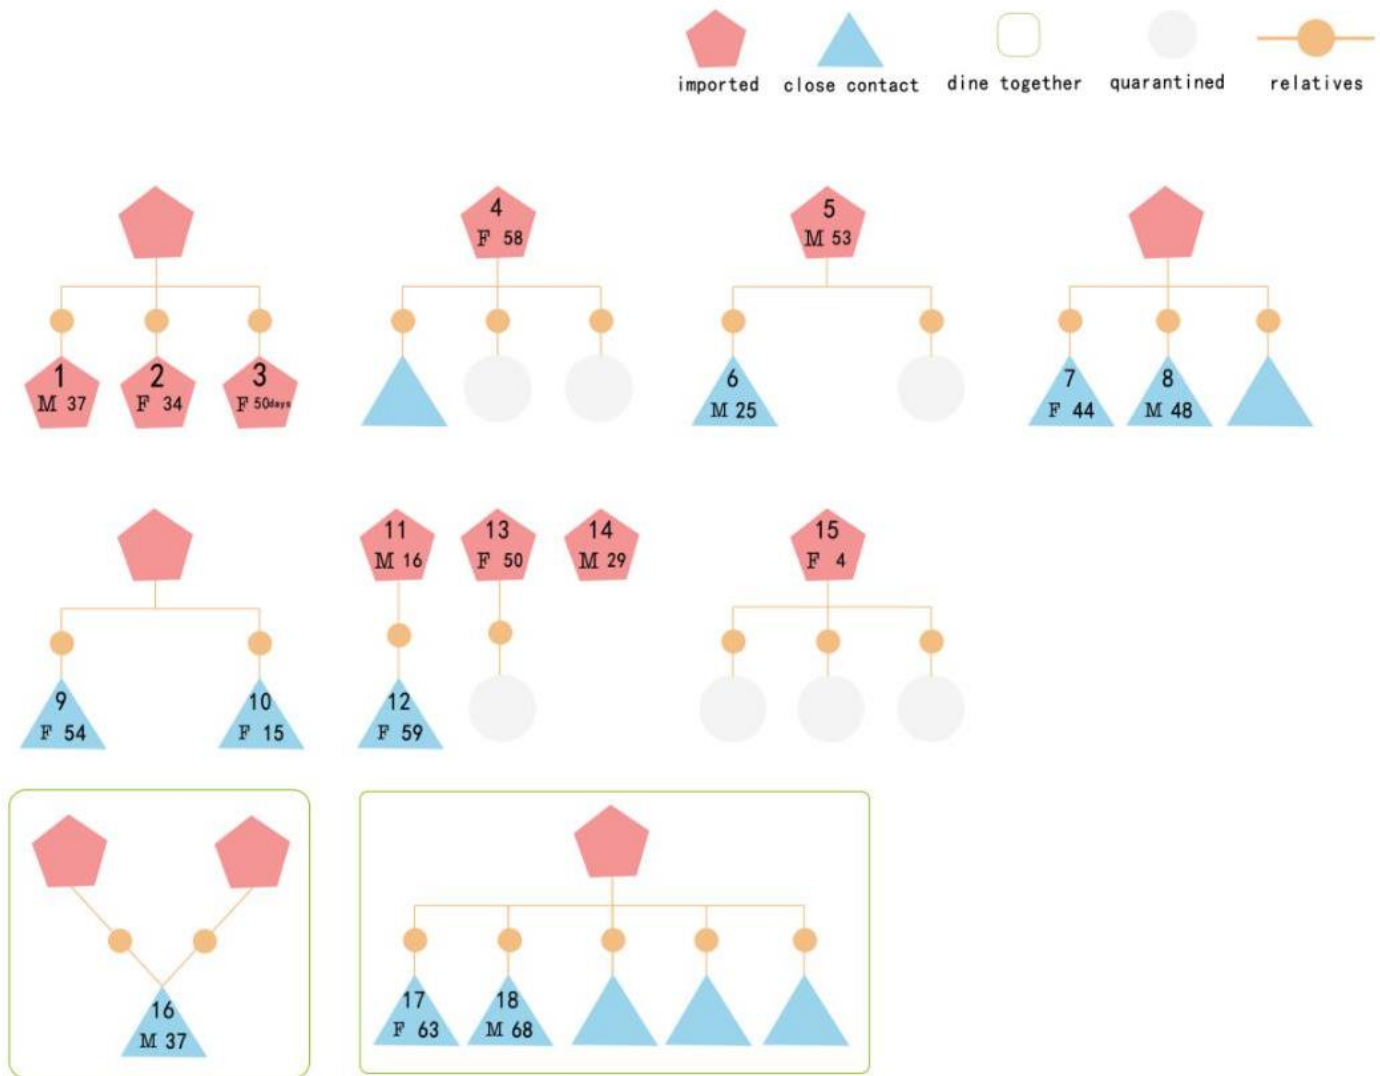 imported close contact dine together quarantined relatives
4 5
F 58 M 53
1 2 3 6 7 8
M 37 F 34 F 50days M 25 F 44 M 48
11 13 14 15
M 16 F 50 M 29 F 4
9 10 12
F 54 F 15 F 59
16 17 18
M 37 F 63 M 68